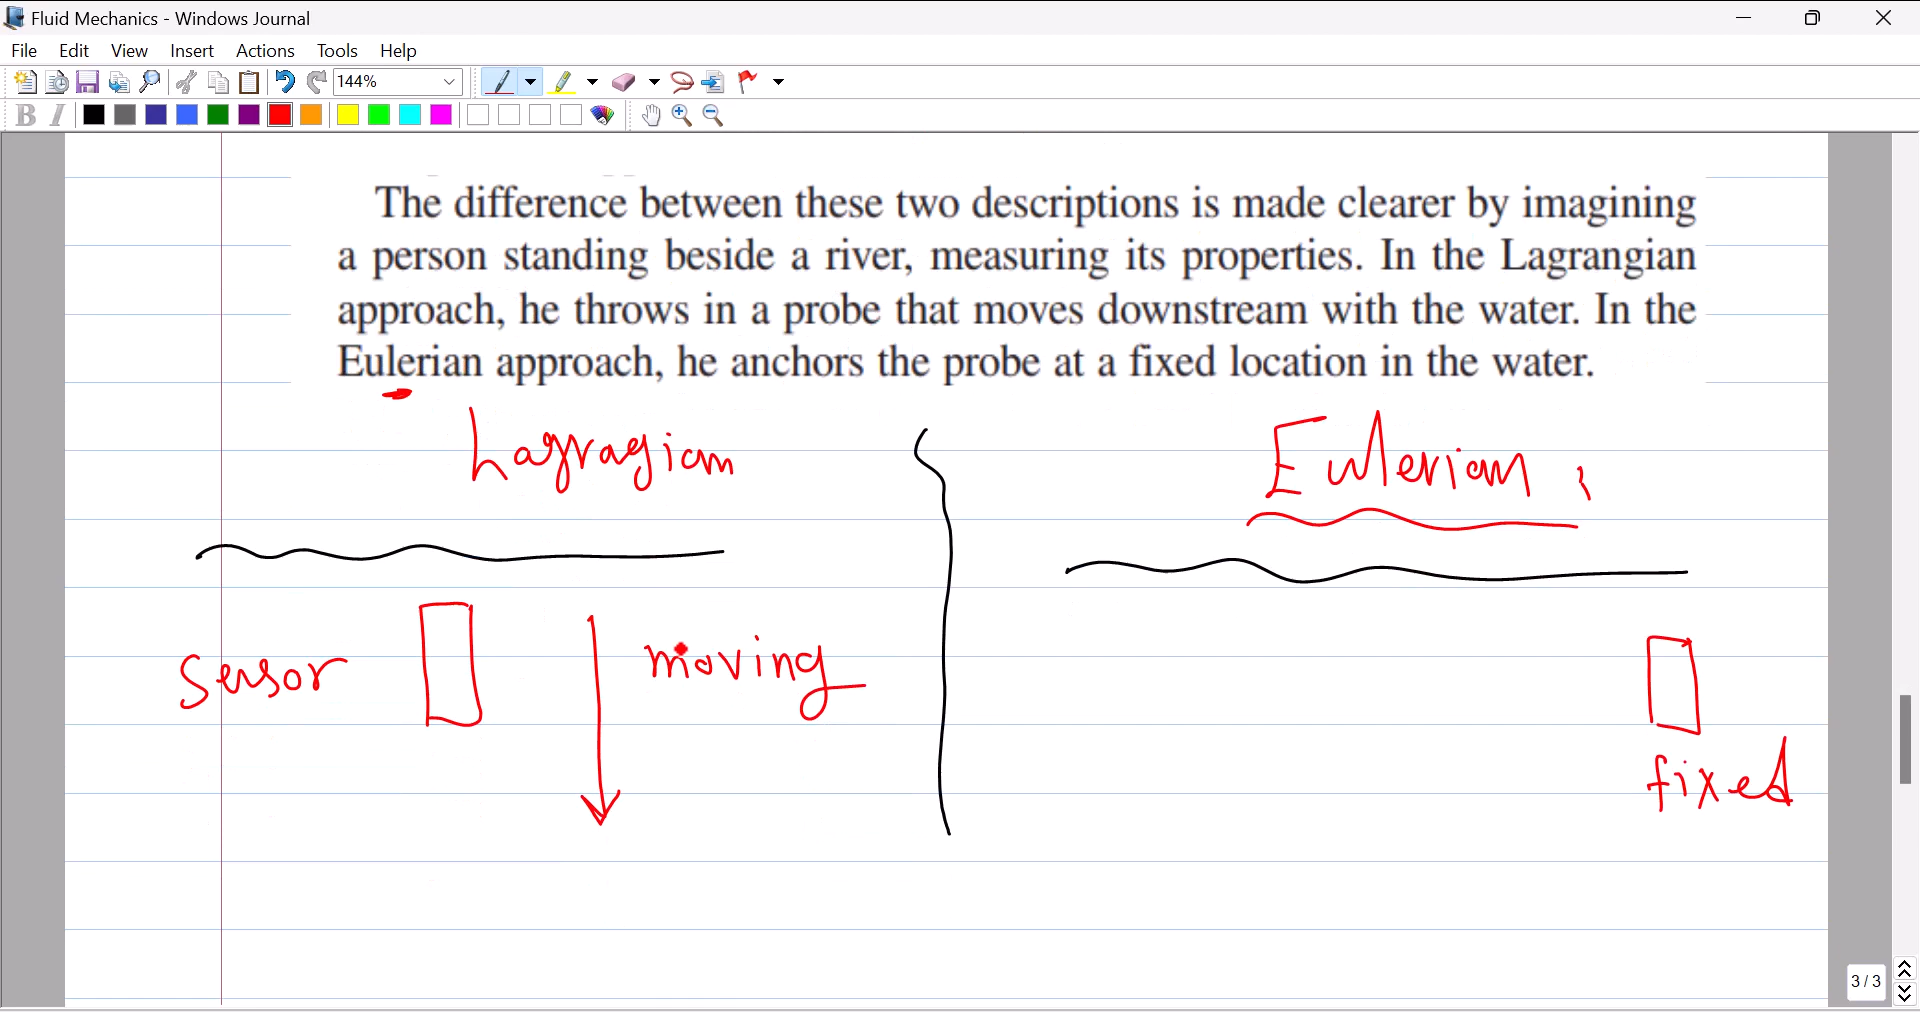 Fluid Mechanics - Windows Journal
File Edit View Insert Actions Tools Help
144%
B I
The difference between these two descriptions is made clearer by imagining
a person standing beside a river, measuring its properties. In the Lagrangian
approach, he throws in a probe that moves downstream with the water. In the
Eulerian approach, he anchors the probe at a fixed location in the water.
Lagragian
Eulerian
Sensor
moving
fixed
3 / 3